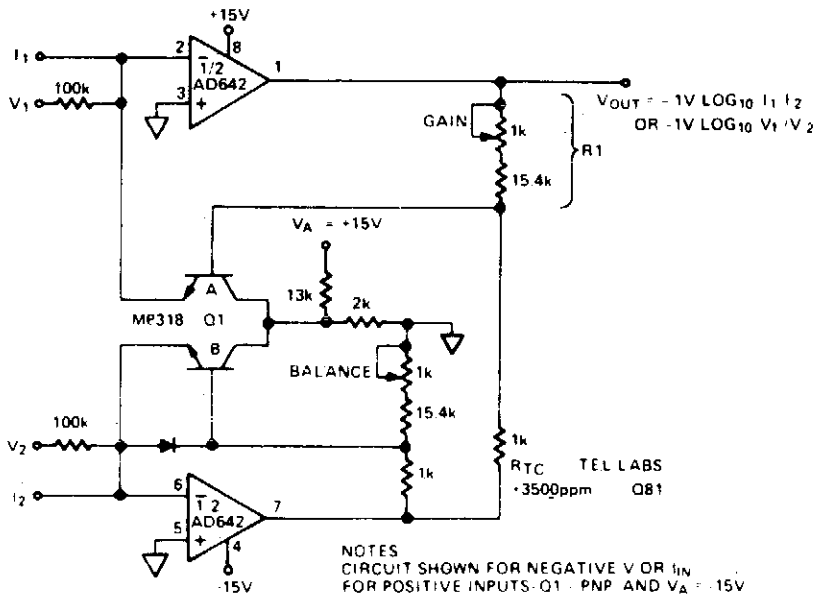 +15V
I1
2
8
1
1/2
AD642
3
+
100k
V1
VOUT = -1V LOG10 I1 I2
OR -1V LOG10 V1/V2
GAIN
1k
R1
15.4k
VA = +15V
13k
2k
A
MP318 Q1
B
BALANCE
1k
15.4k
100k
V2
1k
1k
RTC TEL LABS
+3500ppm Q81
I2
6
1 2
AD642
7
5
+
4
-15V
NOTES
CIRCUIT SHOWN FOR NEGATIVE V OR IIN
FOR POSITIVE INPUTS-Q1 - PNP AND VA = -15V